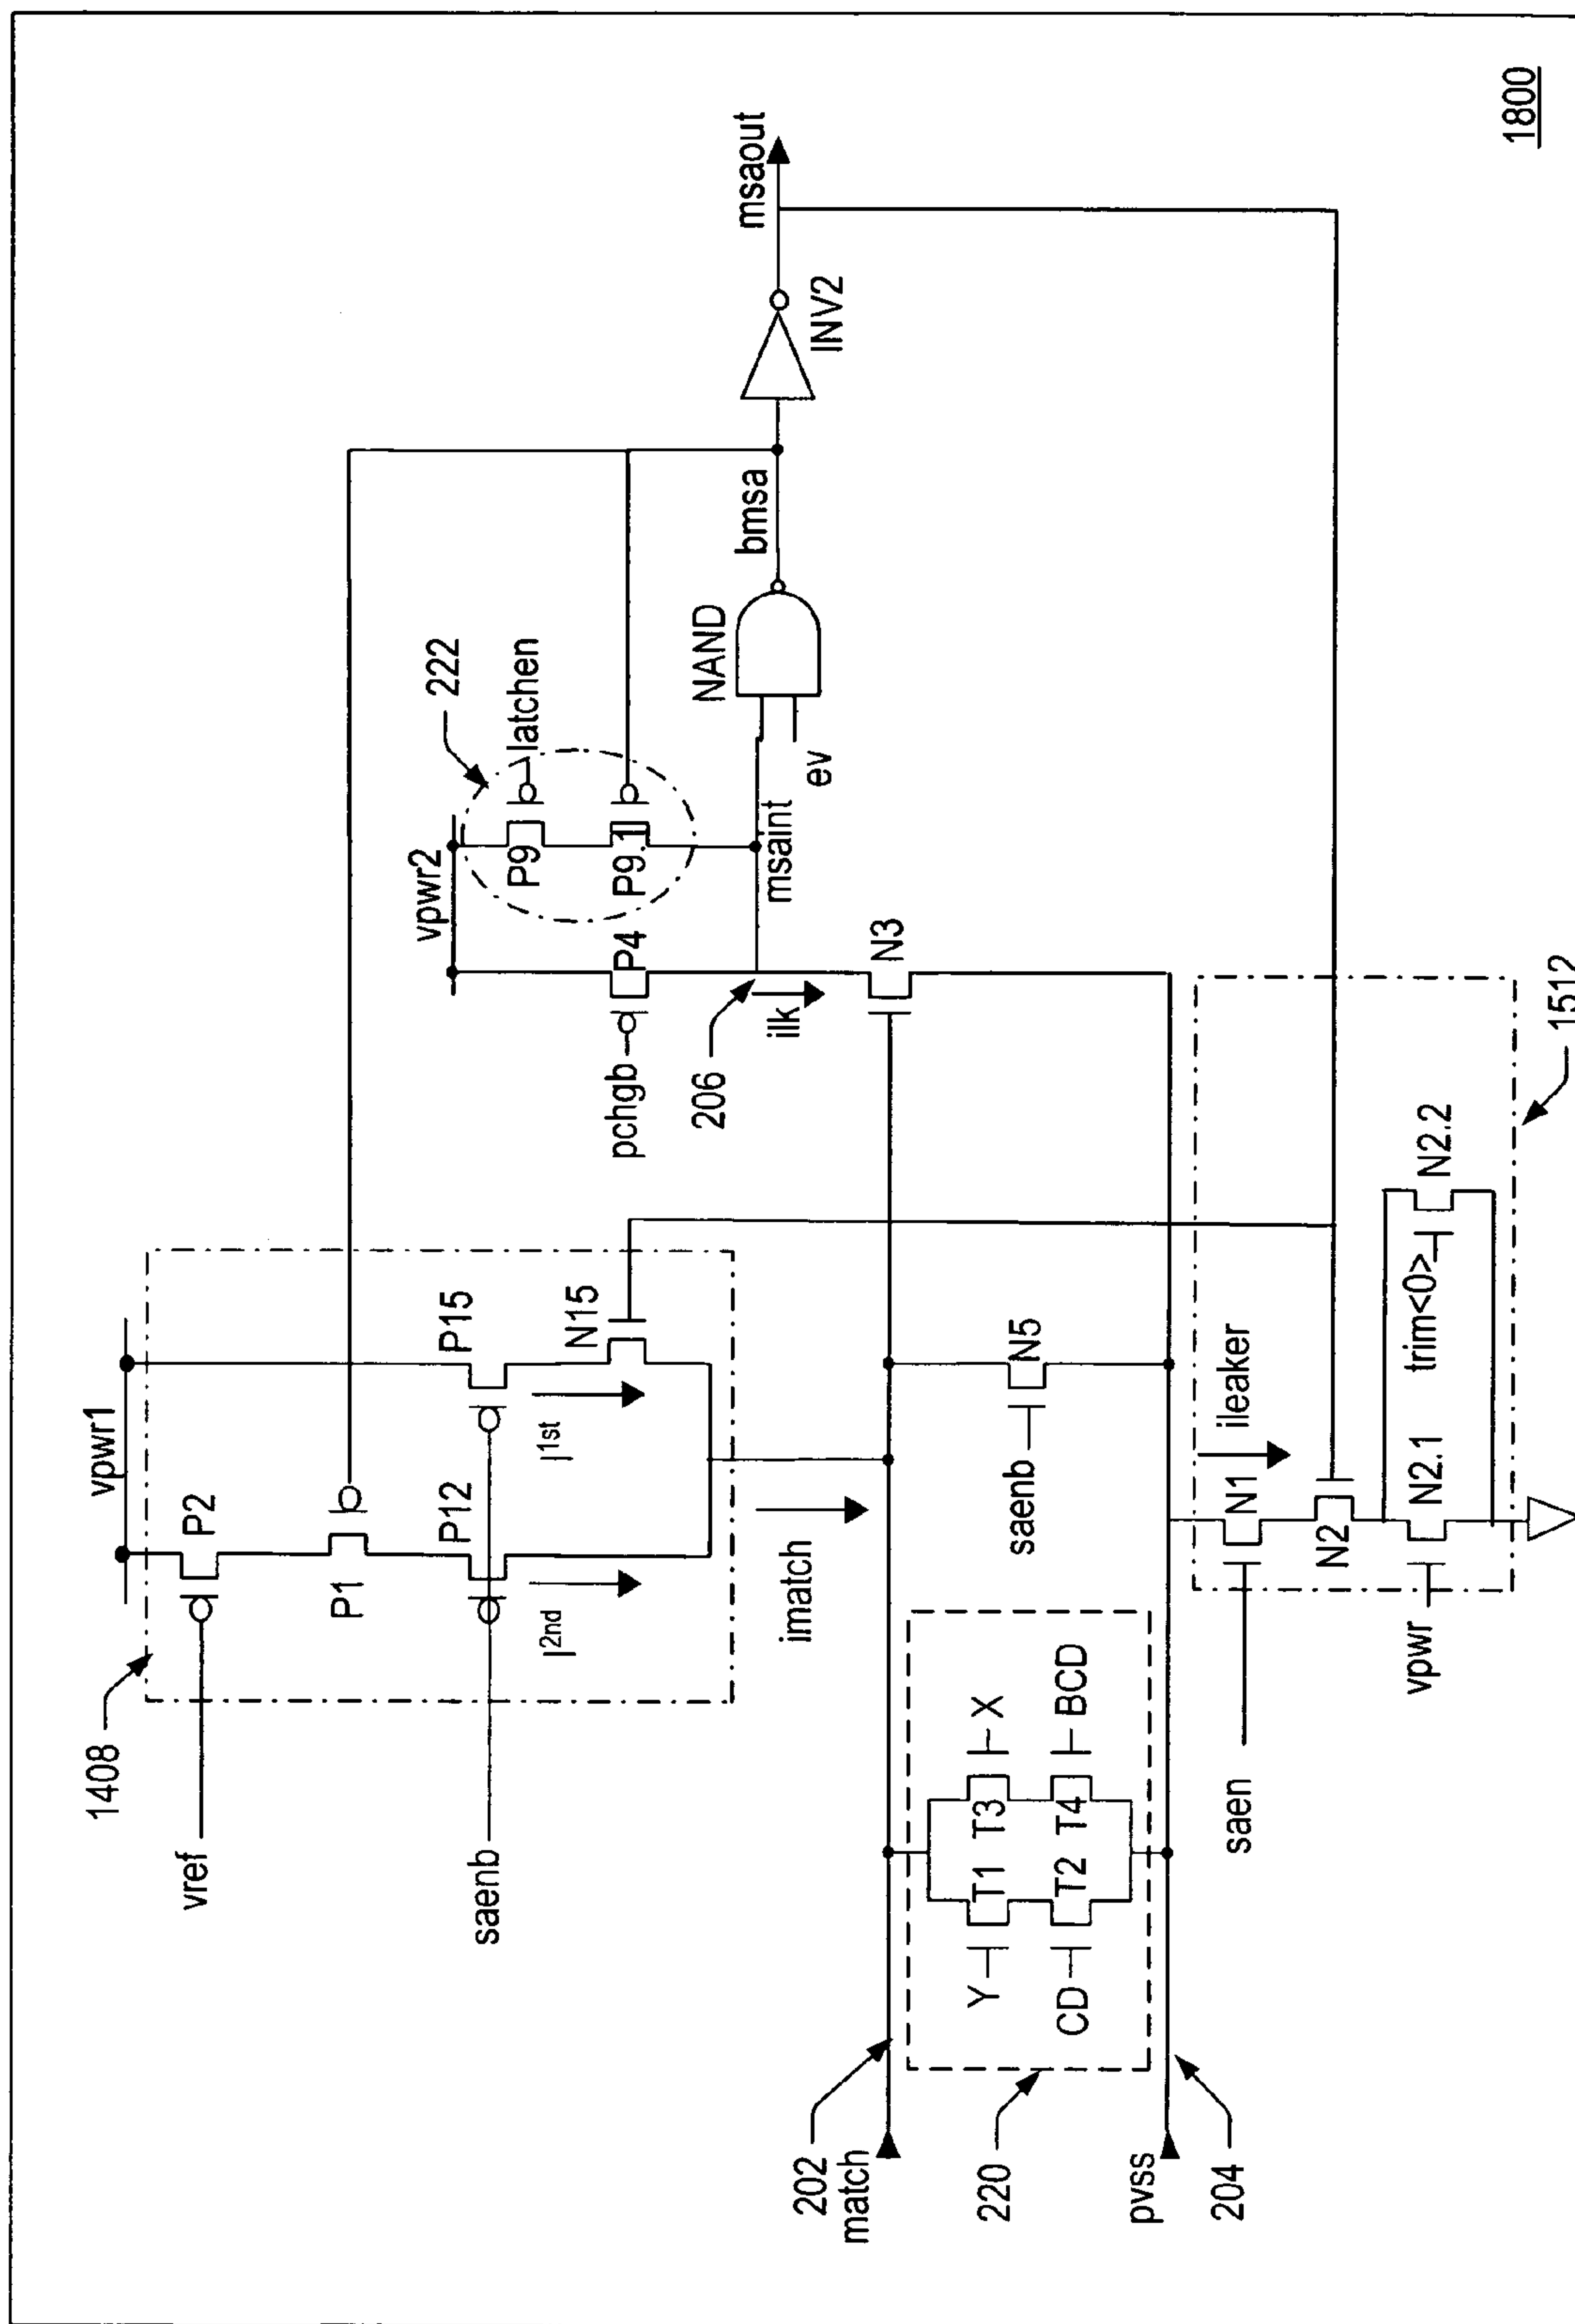 1800
vpwr1
P2
P1
P12
P15
N15
I2nd
I1st
1408
vref
saenb
imatch
vpwr2
222
P9
latchen
P9.1
P4
pchgb
206
ilk
msaint
ev
NAND
bmsa
INV2
msaout
N3
202
match
Y
T1
T3
X
CD
T2
T4
BCD
220
pvss
204
saenb
N5
saen
N1
ileaker
N2
vpwr
N2.1
trim<0>
N2.2
1512